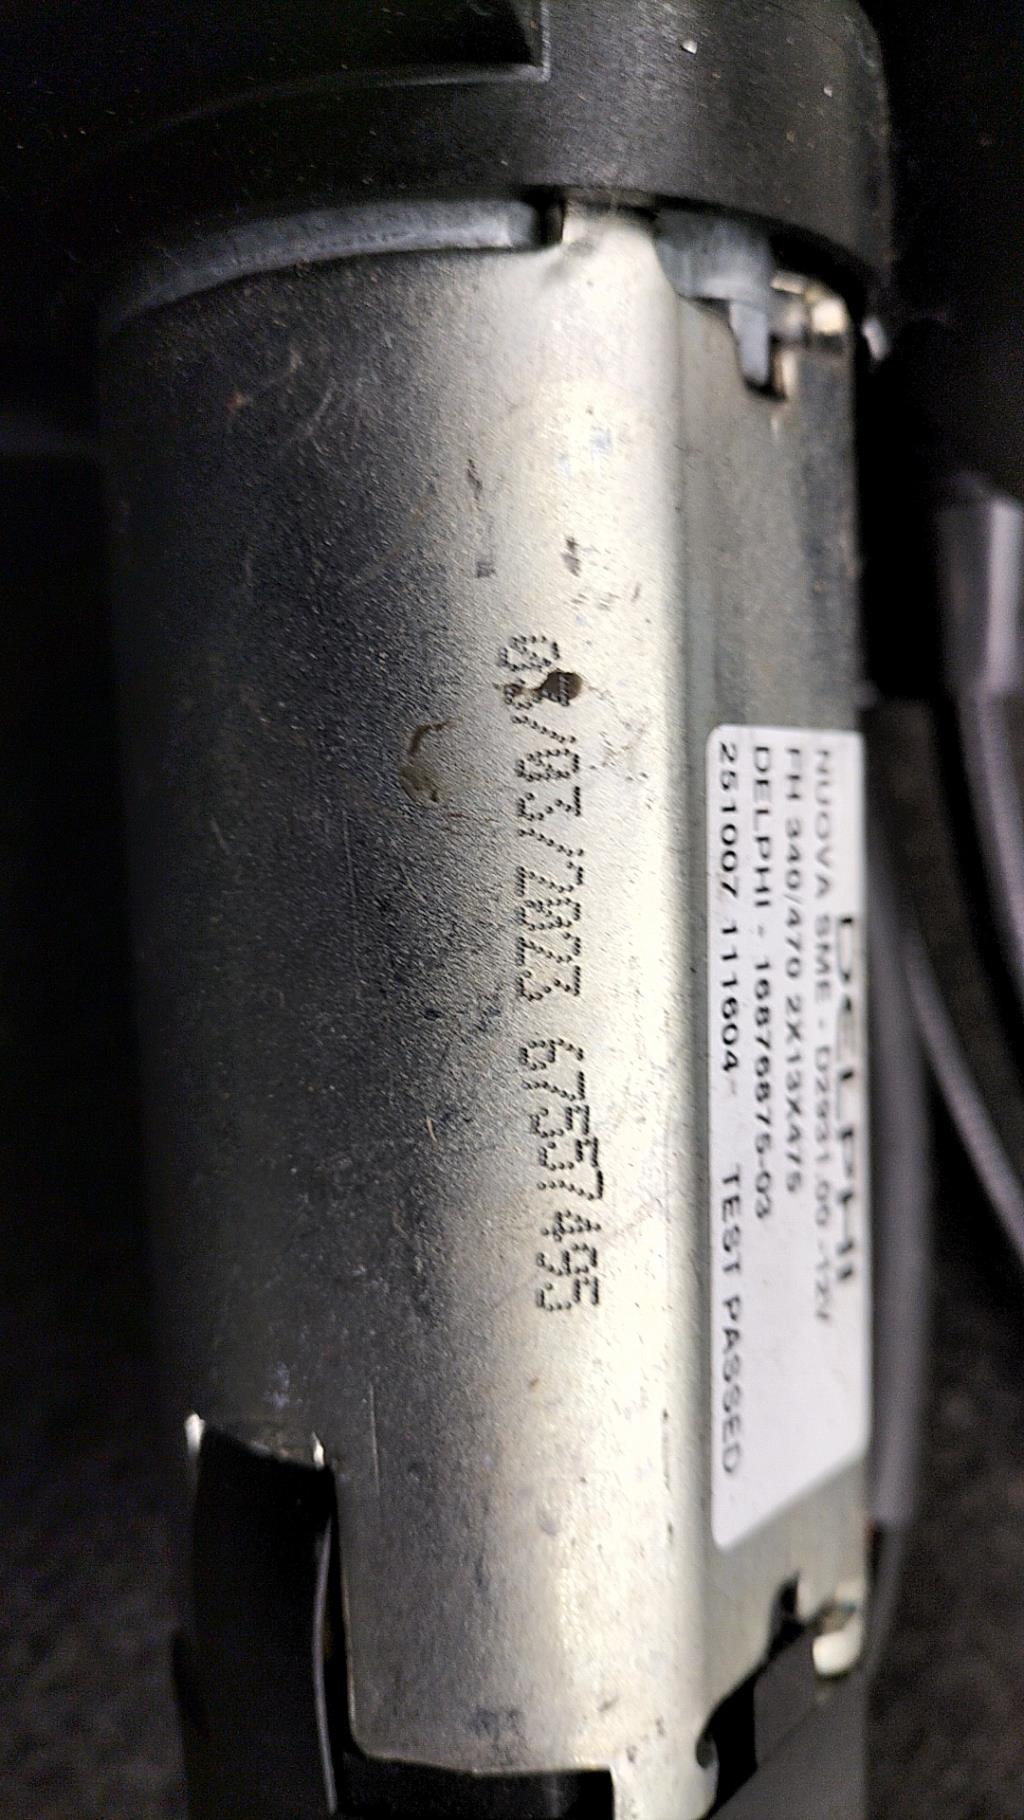 DELPHI
NUOVA SME - D2931.00 -12V
FH 340/470 2X13X475
DELPHI - 16876875-03
251007 111604 TEST PASSED
03/03/2023 67557495